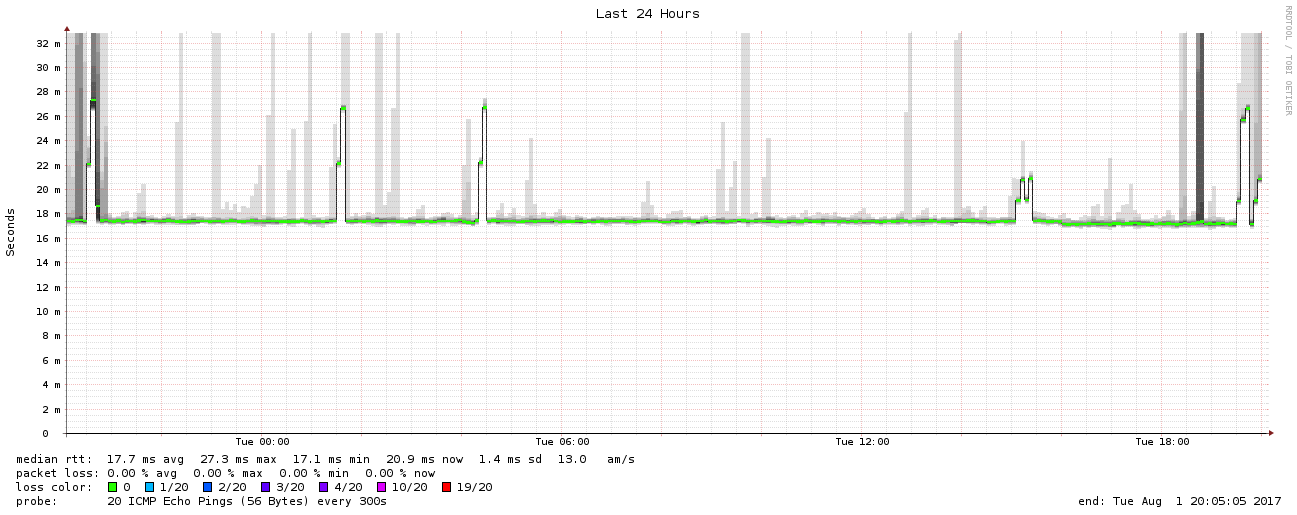 Last 24 Hours
RRDTOOL / TOBI OETIKER
32 m
30 m
28 m
26 m
24 m
22 m
20 m
18 m
16 m
14 m
12 m
10 m
8 m
6 m
4 m
2 m
0
Seconds
Tue 00:00 Tue 06:00 Tue 12:00 Tue 18:00
median rtt: 17.7 ms avg 27.3 ms max 17.1 ms min 20.9 ms now 1.4 ms sd 13.0 am/s
packet loss: 0.00 % avg 0.00 % max 0.00 % min 0.00 % now
loss color: 0 1/20 2/20 3/20 4/20 10/20 19/20
probe: 20 ICMP Echo Pings (56 Bytes) every 300s end: Tue Aug 1 20:05:05 2017